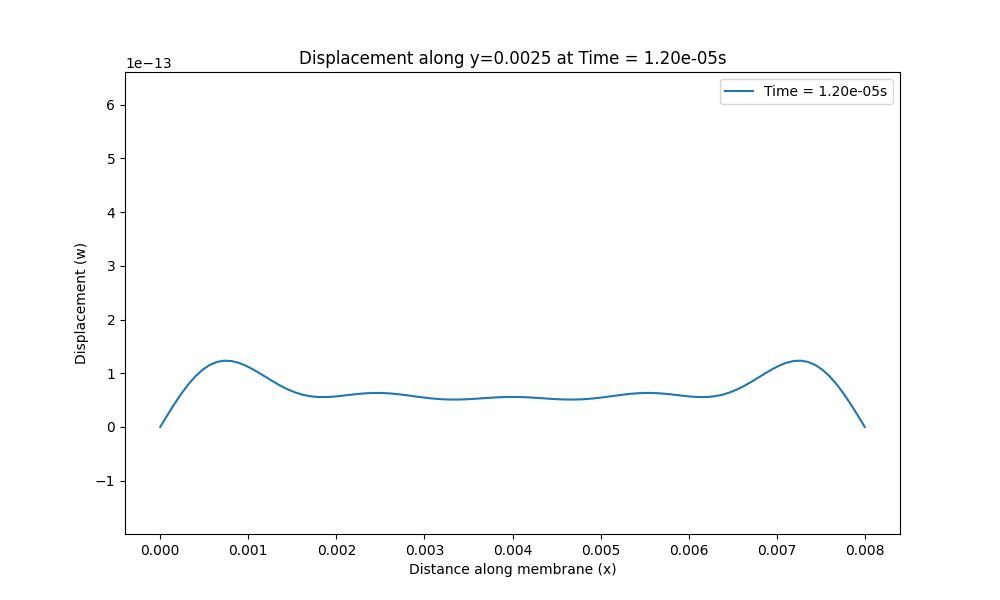 Displacement along y=0.0025 at Time = 1.20e-05s
1e−13
Time = 1.20e-05s
6
5
4
3
2
1
0
−1
Displacement (w)
0.000 0.001 0.002 0.003 0.004 0.005 0.006 0.007 0.008
Distance along membrane (x)